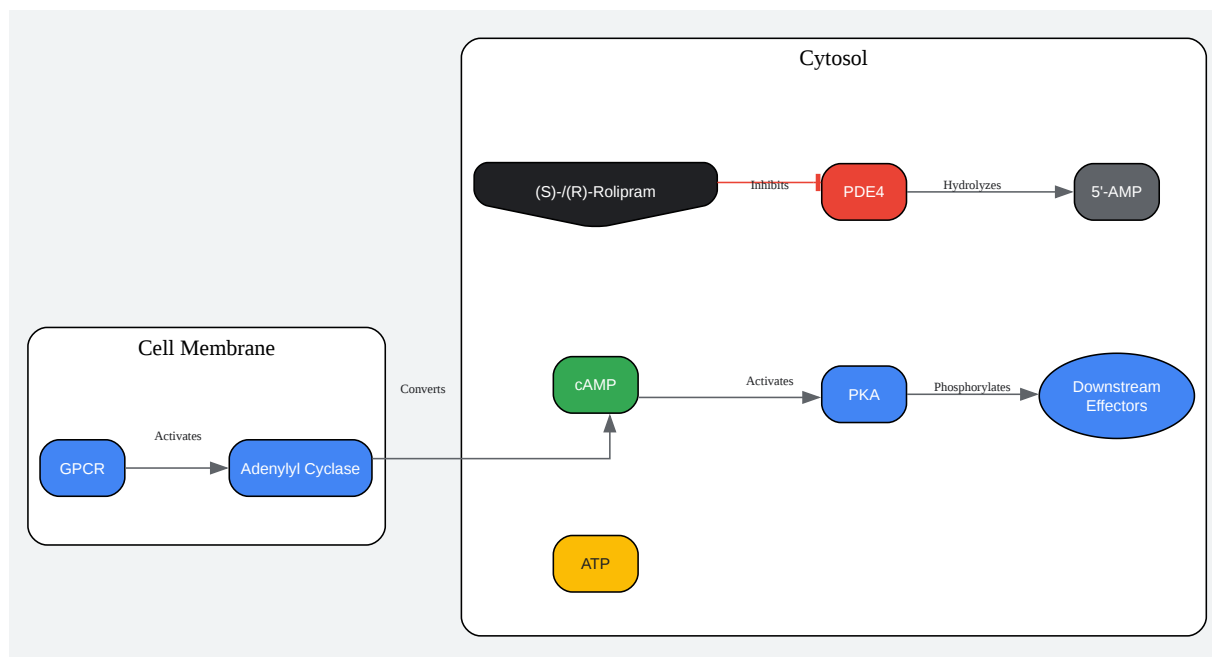 Cytosol
(S)-/(R)-Rolipram
Inhibits
PDE4
Hydrolyzes
5'-AMP
Cell Membrane
GPCR
Activates
Adenylyl Cyclase
Converts
cAMP
Activates
PKA
Phosphorylates
Downstream
Effectors
ATP